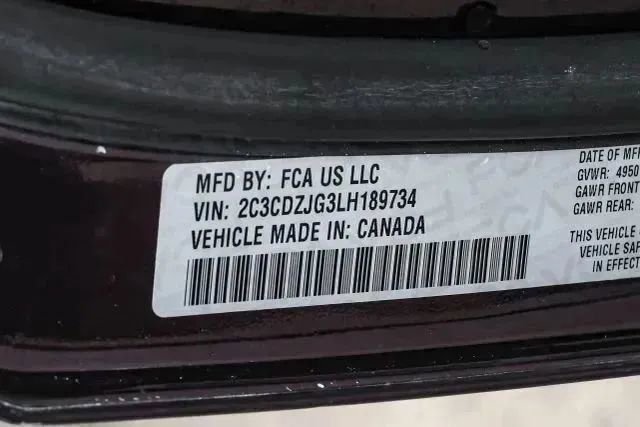 MFD BY: FCA US LLC
VIN: 2C3CDZJG3LH189734
VEHICLE MADE IN: CANADA
DATE OF MF
GVWR: 4950
GAWR FRONT
GAWR REAR:
THIS VEHICLE
VEHICLE SAF
IN EFFECT